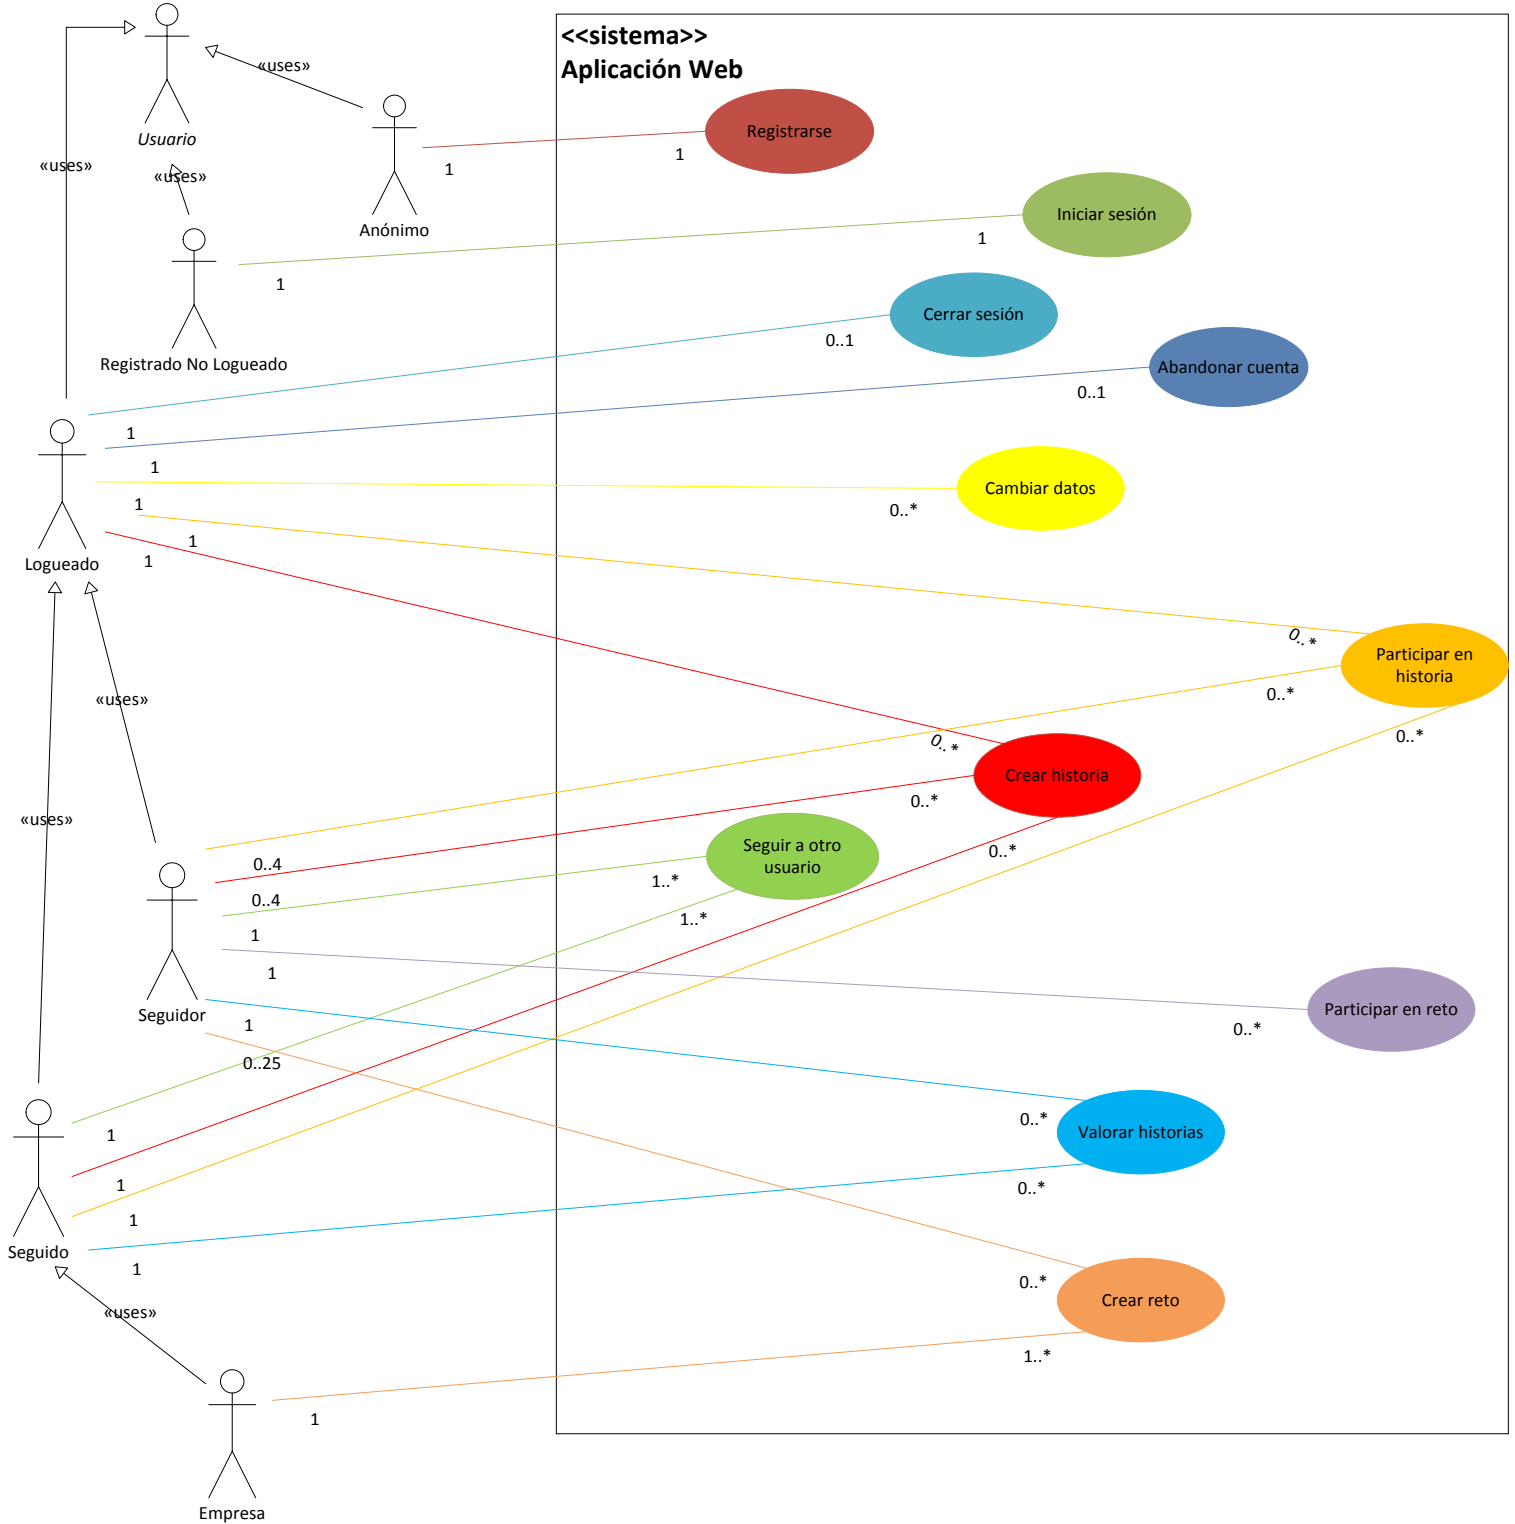 <<sistema>>
Aplicación Web
«uses»
Usuario
«uses»
«uses»
Registrarse
1
1
Anónimo
Iniciar sesión
1
1
Cerrar sesión
0..1
Registrado No Logueado
Abandonar cuenta
0..1
1
1
Cambiar datos
1
0..*
1
1
Logueado
0..*
Participar en
historia
0..*
0..*
«uses»
0..*
Crear historia
0..*
«uses»
Seguir a otro
usuario
0..*
0..4
1..*
0..4
1..*
1
1
Seguidor
1
Participar en reto
0..*
0..25
0..*
Valorar historias
1
0..*
1
1
Seguido
1
0..*
Crear reto
«uses»
1..*
1
Empresa